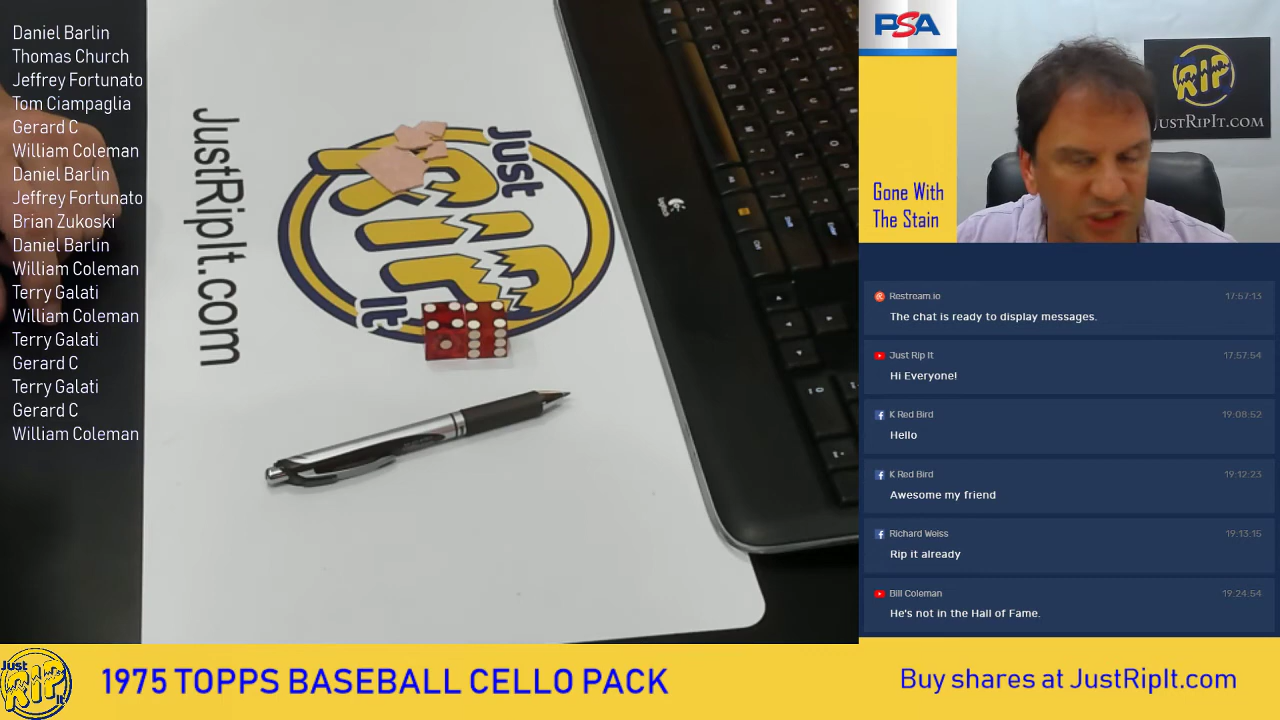 Daniel Barlin
Thomas Church
Jeffrey Fortunato
Tom Ciampaglia
Gerard C
William Coleman
Daniel Barlin
Jeffrey Fortunato
Brian Zukoski
Daniel Barlin
William Coleman
Terry Galati
William Coleman
Terry Galati
Gerard C
Terry Galati
Gerard C
William Coleman
JustRipIt.com
Just
RIP
It
PSA
Gone With
The Stain
RIP
JUSTRIPIT.COM
Restream.io
17:57:13
The chat is ready to display messages.
Just Rip It
17:57:54
Hi Everyone!
K Red Bird
19:08:52
Hello
K Red Bird
19:12:23
Awesome my friend
Richard Weiss
19:13:15
Rip it already
Bill Coleman
19:24:54
He's not in the Hall of Fame.
Just
RIP
It
1975 TOPPS BASEBALL CELLO PACK
Buy shares at JustRipIt.com